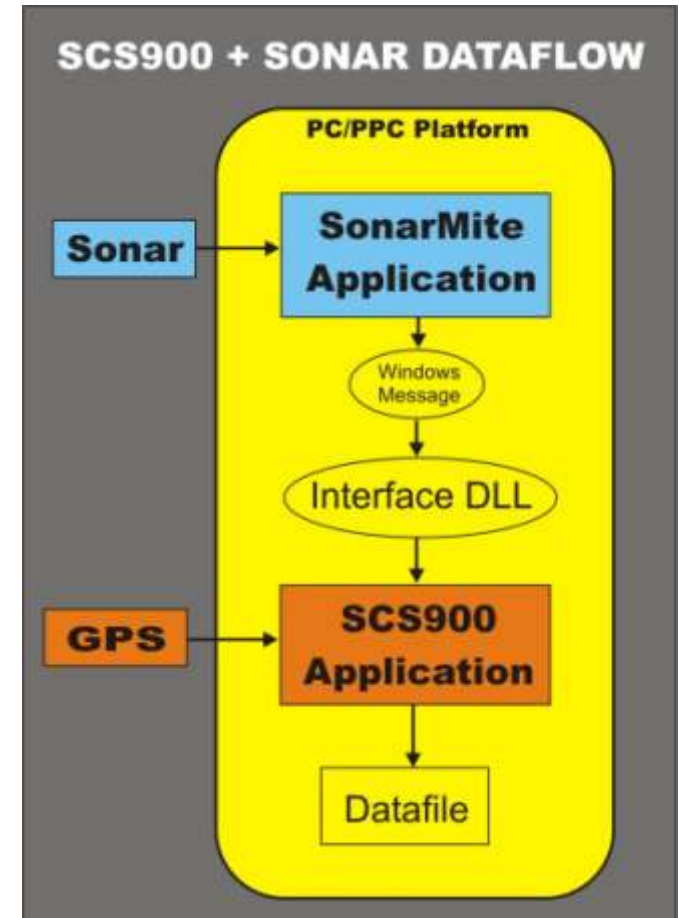 SCS900 + SONAR DATAFLOW
PC/PPC Platform
Sonar
SonarMite
Application
Windows
Message
Interface DLL
GPS
SCS900
Application
Datafile